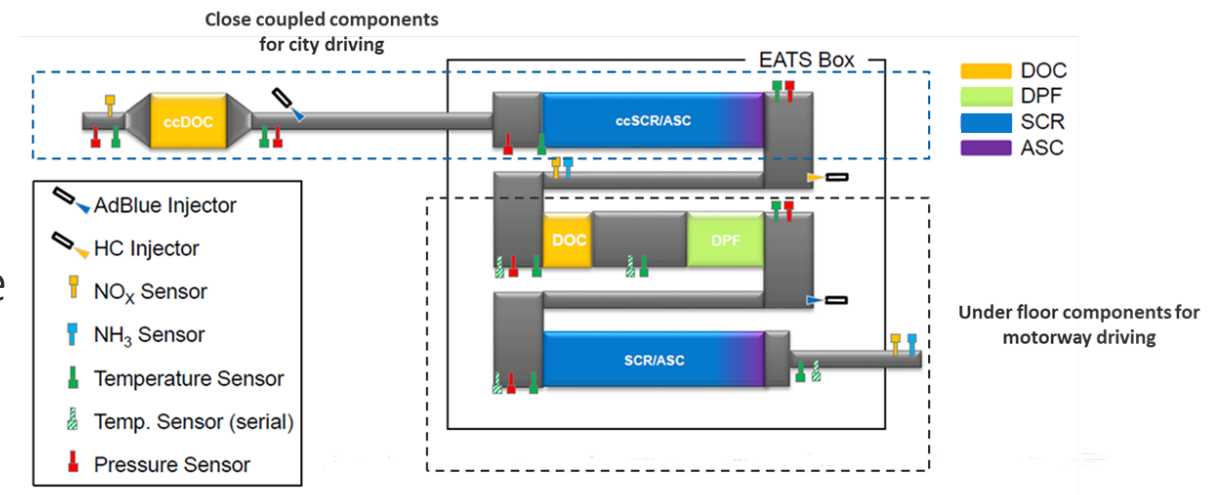 Close coupled components
for city driving
EATS Box
DOC
DPF
SCR
ASC
ccDOC
ccSCR/ASC
AdBlue Injector
HC Injector
NOX Sensor
NH3 Sensor
Temperature Sensor
Temp. Sensor (serial)
Pressure Sensor
e
DOC
DPF
SCR/ASC
Under floor components for
motorway driving